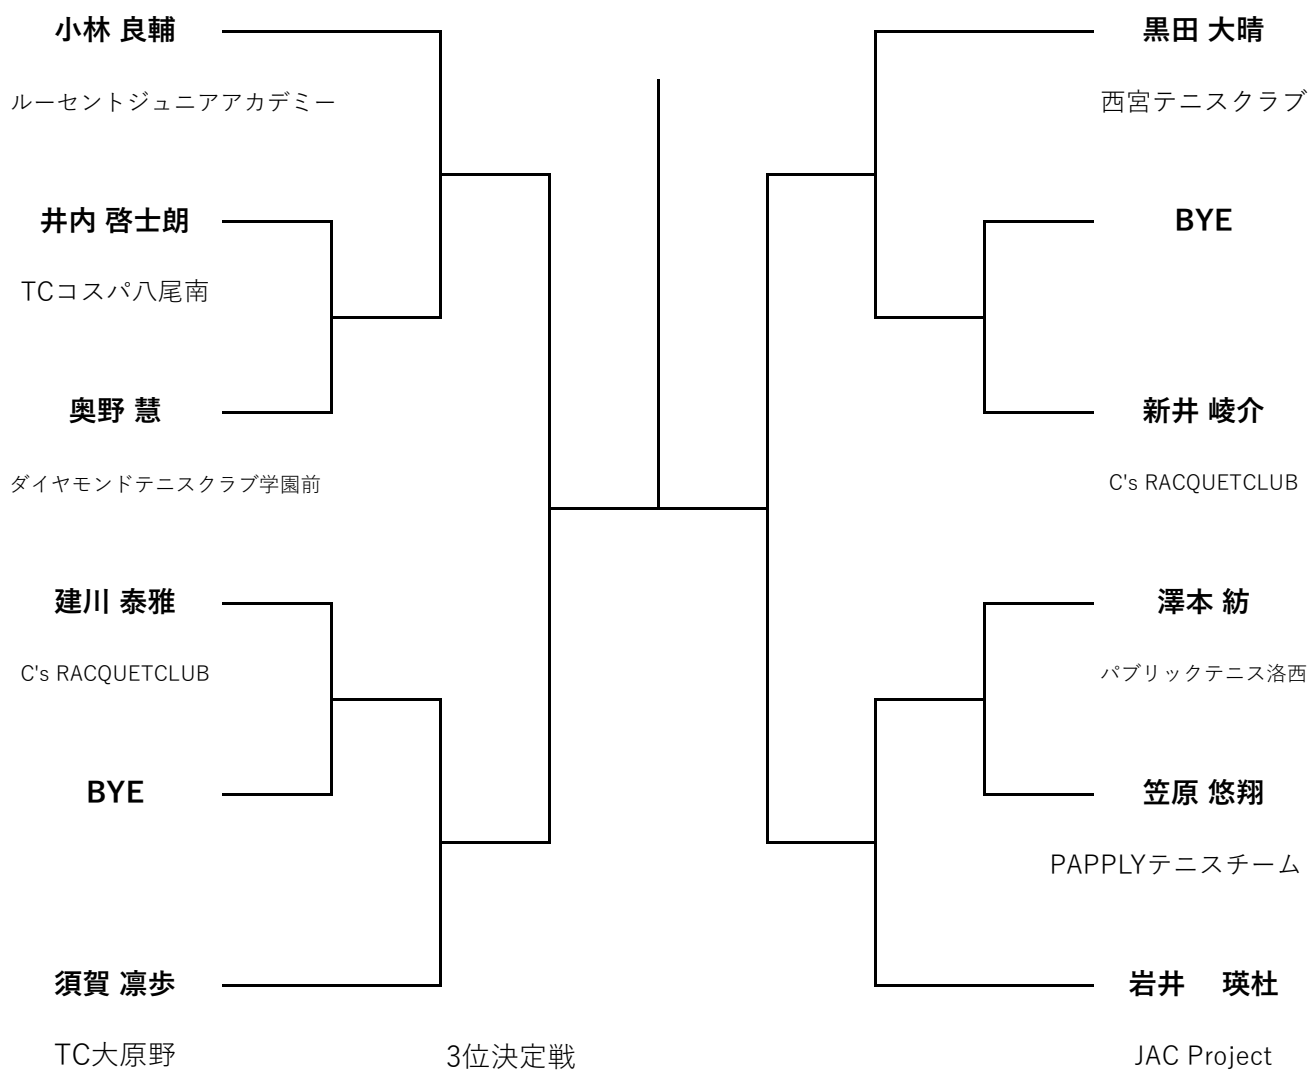 小林 良輔
ルーセントジュニアアカデミー
井内 啓士朗
TCコスパ八尾南
奥野 慧
ダイヤモンドテニスクラブ学園前
建川 泰雅
C's RACQUETCLUB
BYE
須賀 凛歩
TC大原野
3位決定戦
黒田 大晴
西宮テニスクラブ
BYE
新井 崚介
C's RACQUETCLUB
澤本 紡
パブリックテニス洛西
笠原 悠翔
PAPPLYテニスチーム
岩井　瑛杜
JAC Project